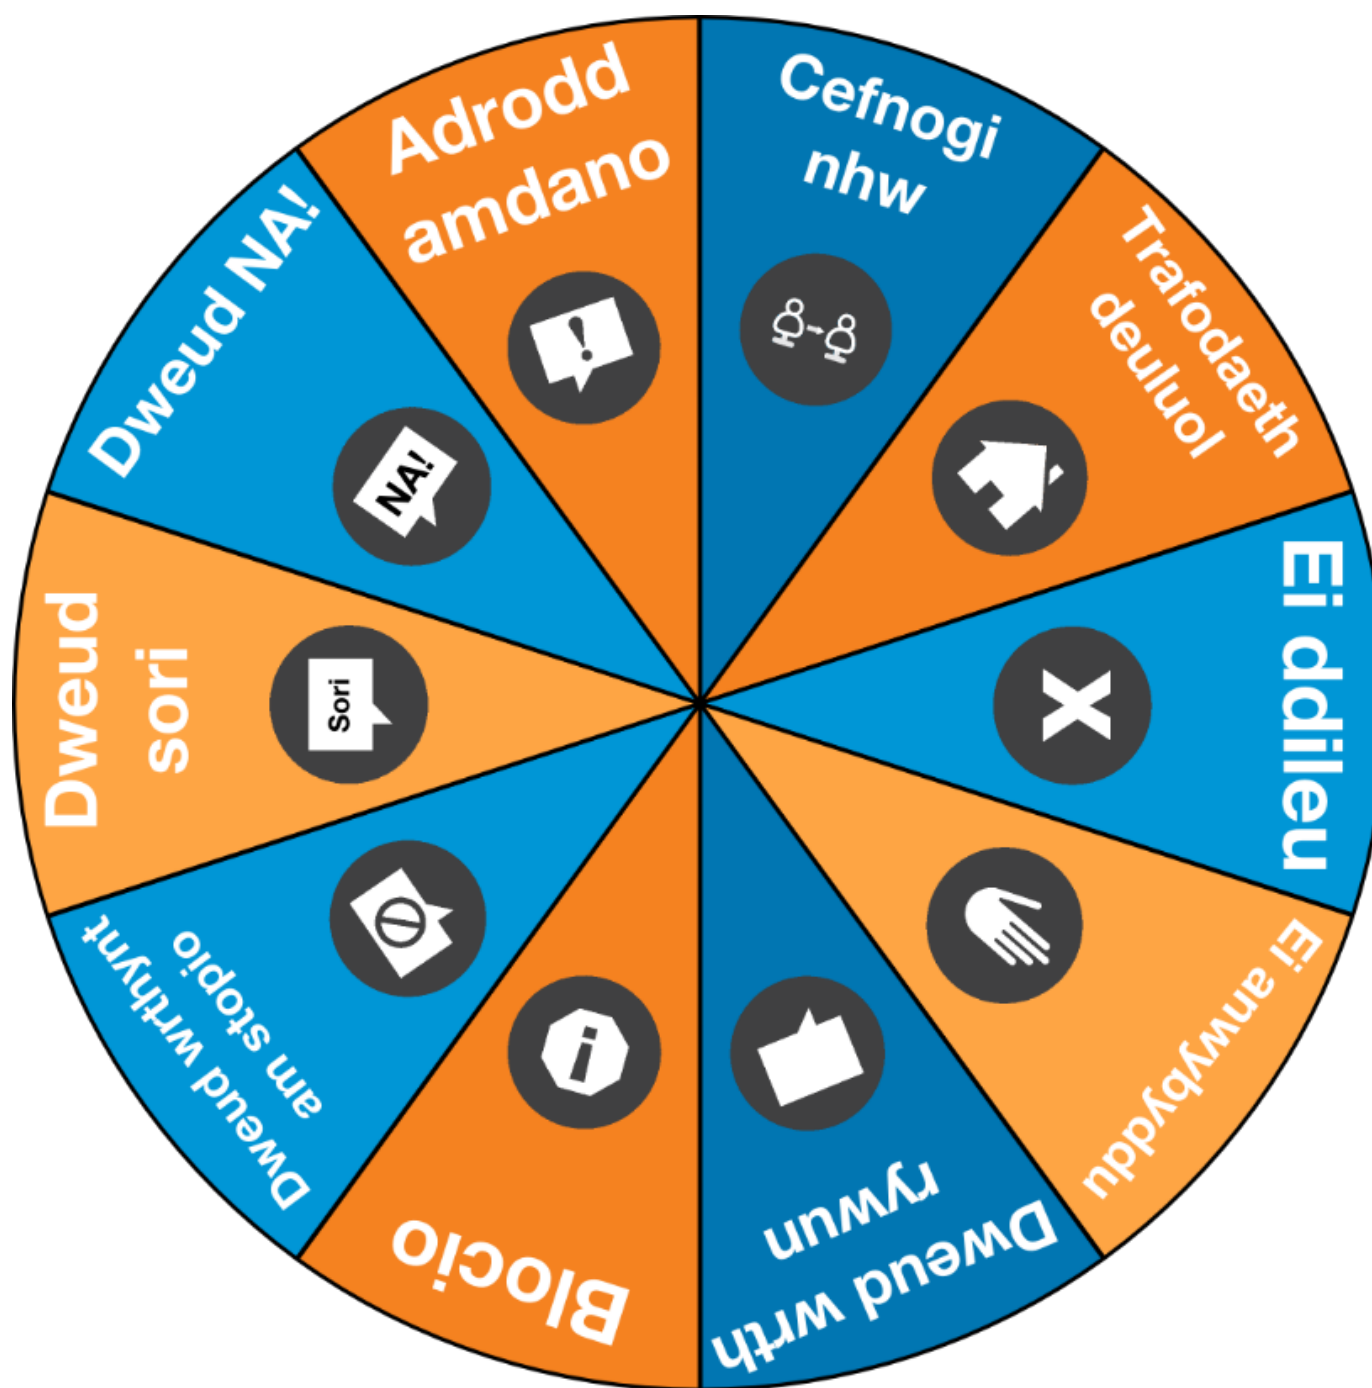 Cefnogi
nhw
Trafodaeth
deuluol
Ei ddileu
Ei anwybyddu
Dweud wrth
rywun
Blocio
Dweud wrthynt
am stopio
Dweud
sori
Sori
Dweud NA!
NA!
Adrodd
amdano
!
i
X